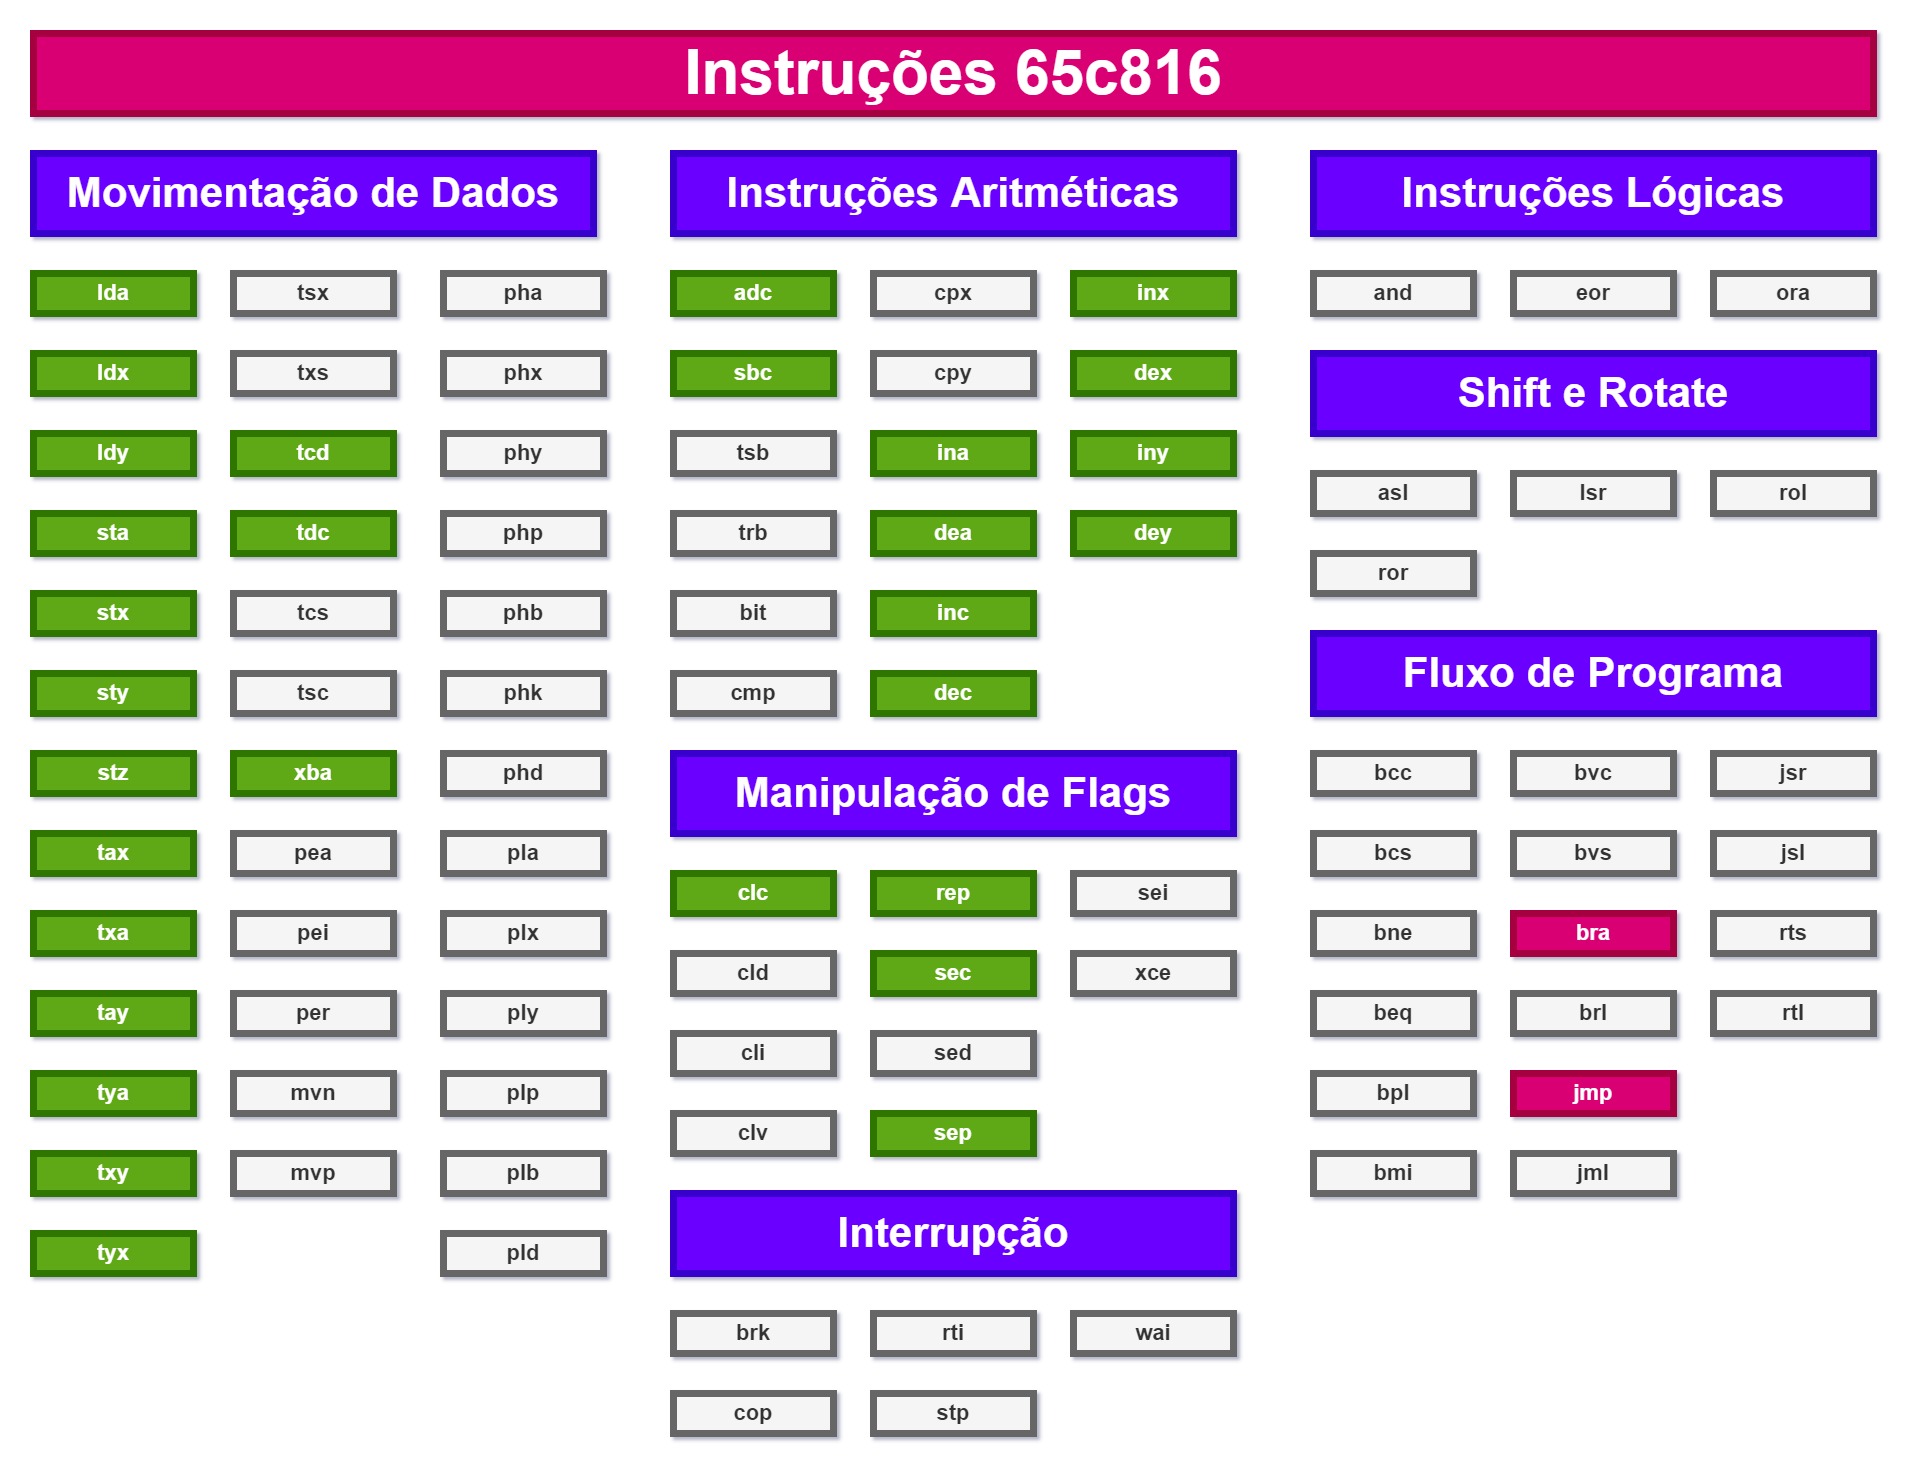 Instruções 65c816
Movimentação de Dados
lda tsx pha
ldx txs phx
ldy tcd phy
sta tdc php
stx tcs phb
sty tsc phk
stz xba phd
tax pea pla
txa pei plx
tay per ply
tya mvn plp
txy mvp plb
tyx pld
Instruções Aritméticas
adc cpx inx
sbc cpy dex
tsb ina iny
trb dea dey
bit inc
cmp dec
Manipulação de Flags
clc rep sei
cld sec xce
cli sed
clv sep
Interrupção
brk rti wai
cop stp
Instruções Lógicas
and eor ora
Shift e Rotate
asl lsr rol
ror
Fluxo de Programa
bcc bvc jsr
bcs bvs jsl
bne bra rts
beq brl rtl
bpl jmp
bmi jml